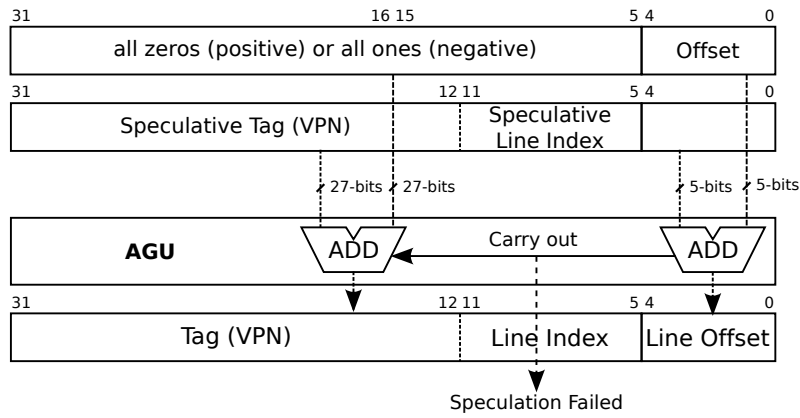 31 16 15 5 4 0
all zeros (positive) or all ones (negative) Offset
31 12 11 5 4 0
Speculative Tag (VPN) Speculative
Line Index
27-bits 27-bits 5-bits 5-bits
AGU ADD Carry out ADD
31 12 11 5 4 0
Tag (VPN) Line Index Line Offset
Speculation Failed